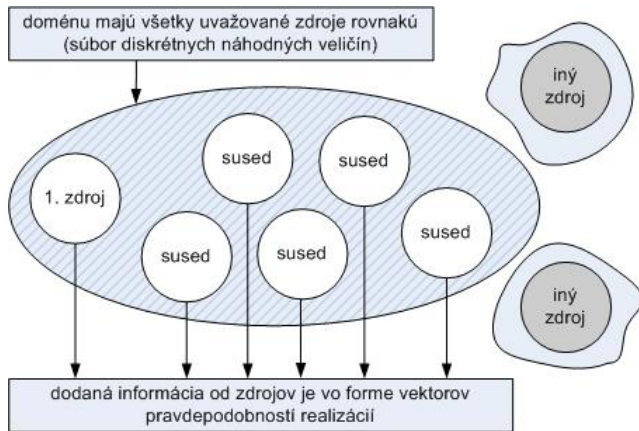 doménu majú všetky uvažované zdroje rovnakú
(súbor diskrétnych náhodných veličín)
iný
zdroj
sused
sused
1. zdroj
sused
sused
sused
iný
zdroj
dodaná informácia od zdrojov je vo forme vektorov
pravdepodobností realizácií